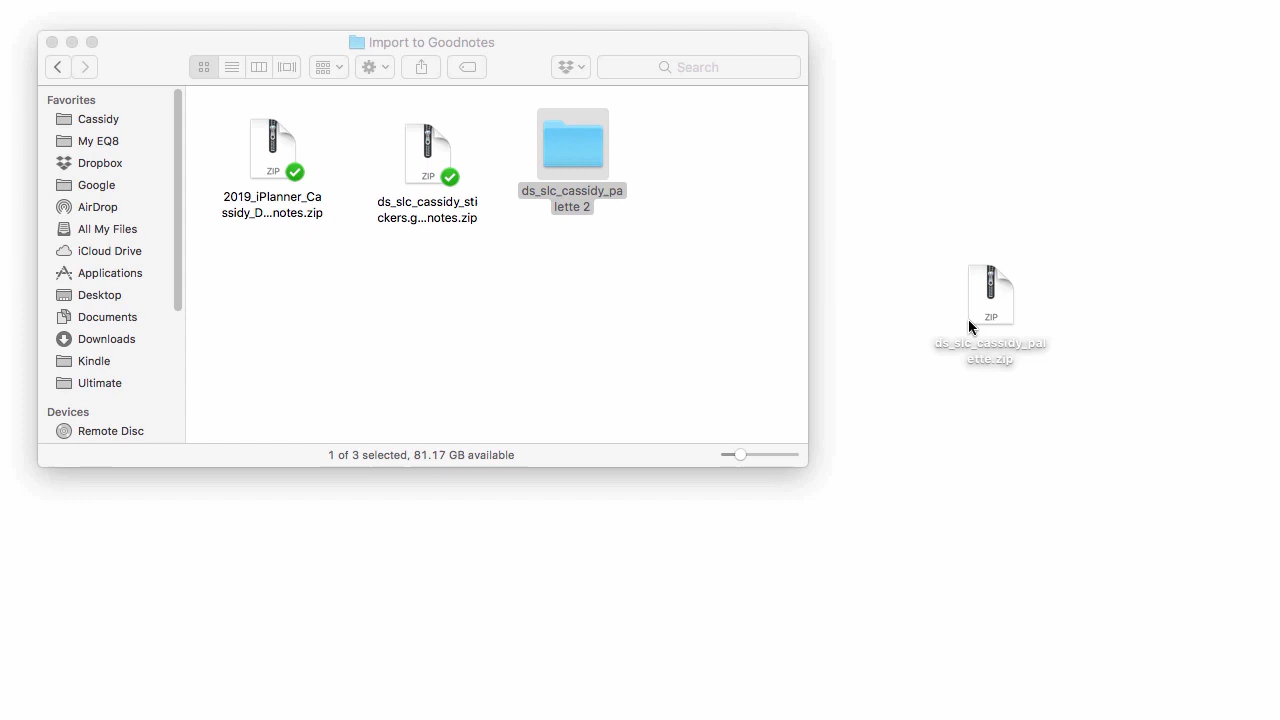 Import to Goodnotes
Search
Favorites
Cassidy
My EQ8
Dropbox
Google
AirDrop
All My Files
iCloud Drive
Applications
Desktop
Documents
Downloads
Kindle
Ultimate
Devices
Remote Disc
ZIP
2019_iPlanner_Ca
ssidy_D...notes.zip
ZIP
ds_slc_cassidy_sti
ckers.g...notes.zip
ds_slc_cassidy_pa
lette 2
ZIP
ds_slc_cassidy_pal
ette.zip
1 of 3 selected, 81.17 GB available